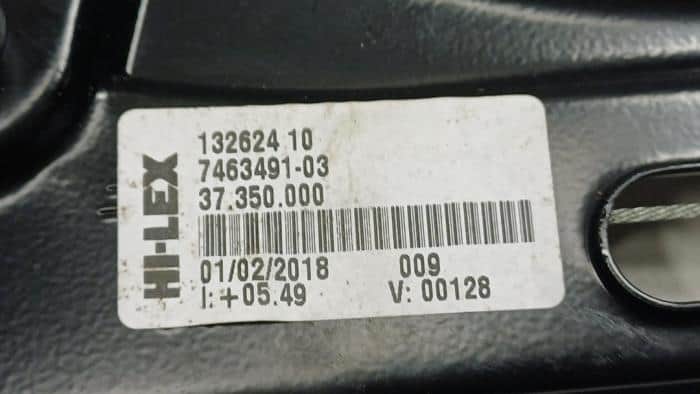 HI-LEX
132624 10
7463491-03
37.350.000
01/02/2018 009
I:+05.49 V: 00128